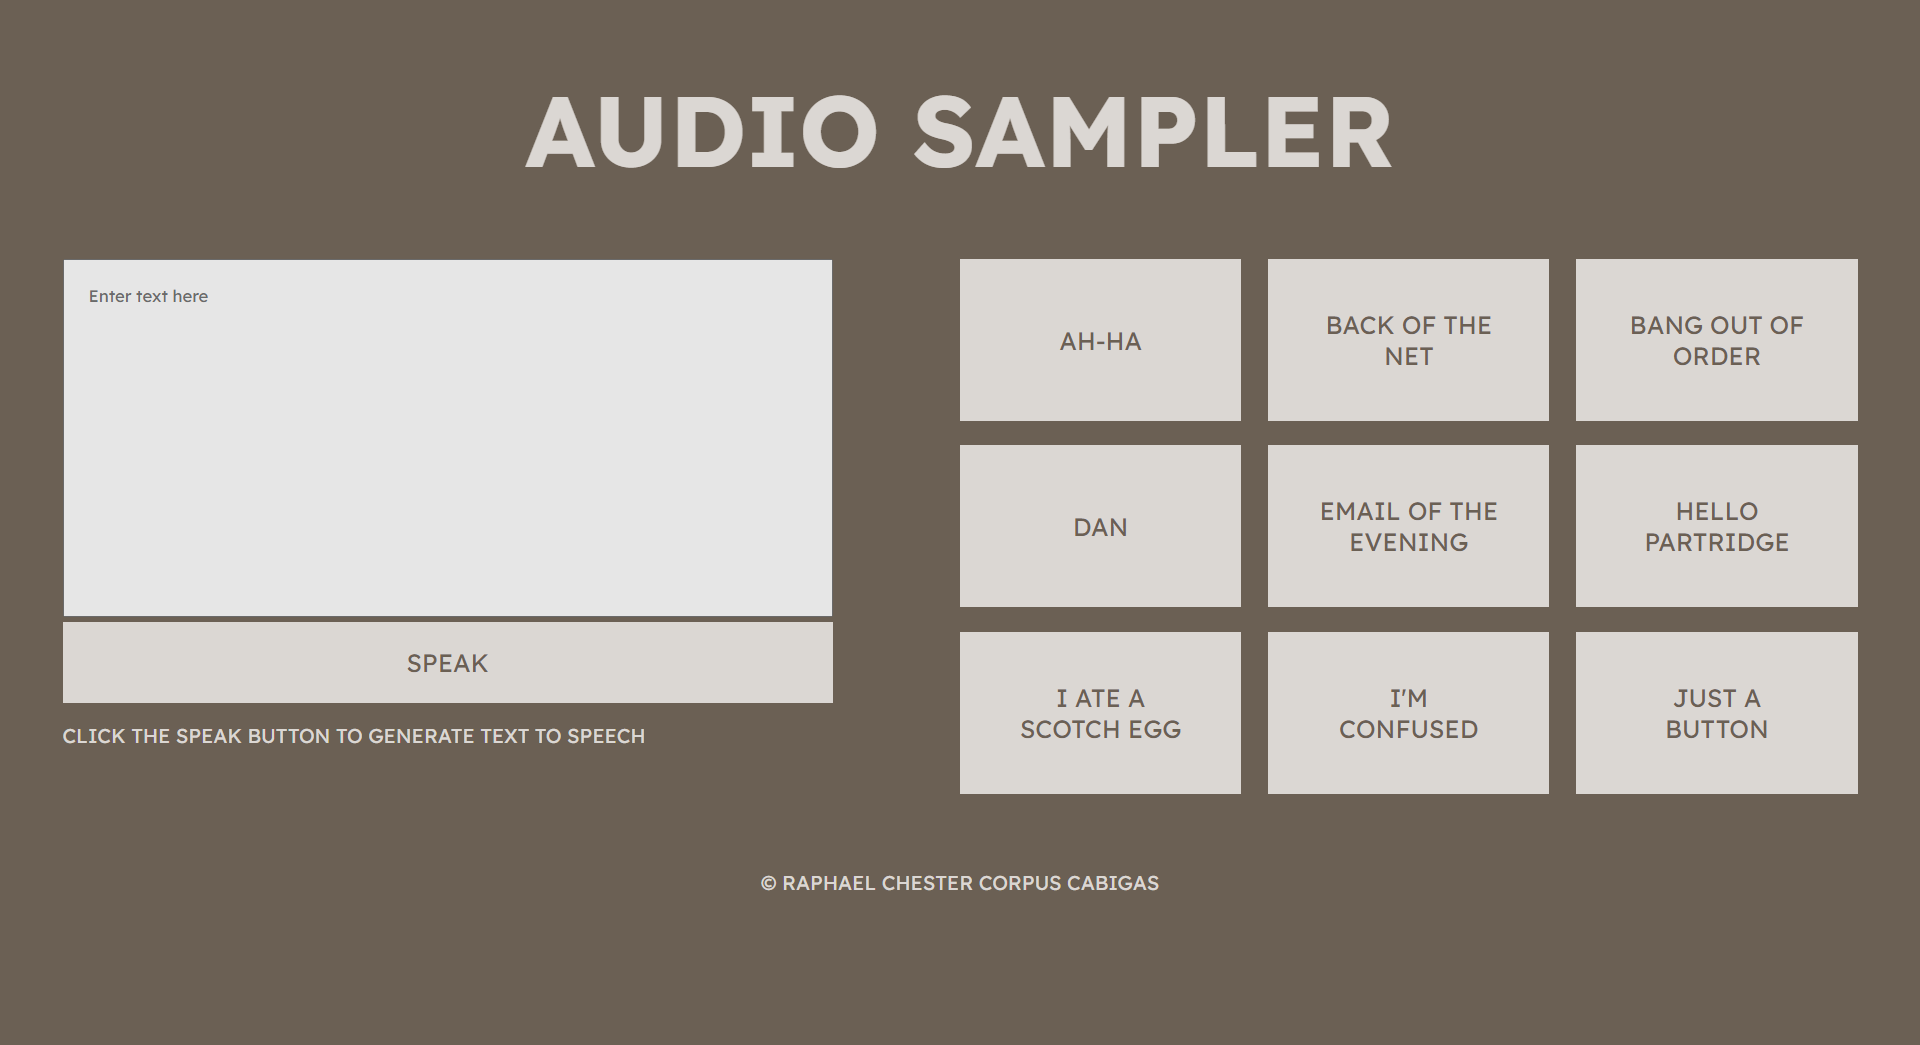 AUDIO SAMPLER
Enter text here
SPEAK
CLICK THE SPEAK BUTTON TO GENERATE TEXT TO SPEECH
AH-HA
BACK OF THE
NET
BANG OUT OF
ORDER
DAN
EMAIL OF THE
EVENING
HELLO
PARTRIDGE
I ATE A
SCOTCH EGG
I'M
CONFUSED
JUST A
BUTTON
© RAPHAEL CHESTER CORPUS CABIGAS